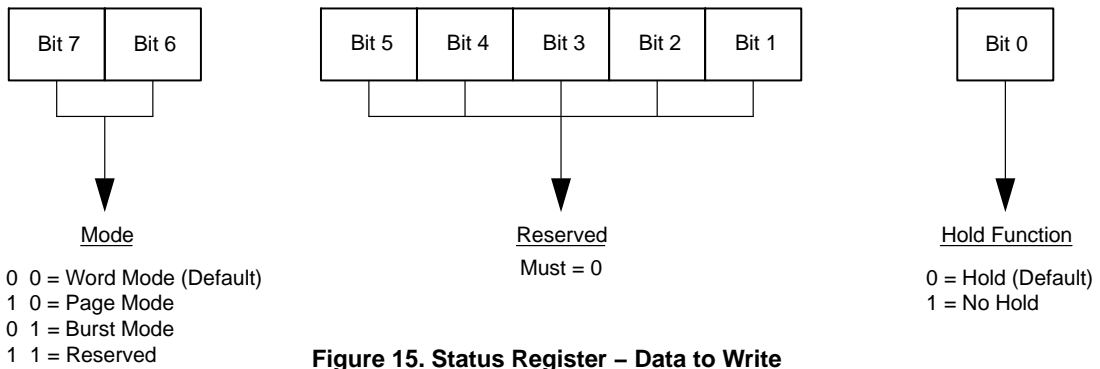 Bit 7 Bit 6 Bit 5 Bit 4 Bit 3 Bit 2 Bit 1 Bit 0
Mode Reserved Hold Function
0 0 = Word Mode (Default)
1 0 = Page Mode
0 1 = Burst Mode
1 1 = Reserved
Must = 0
0 = Hold (Default)
1 = No Hold
Figure 15. Status Register – Data to Write